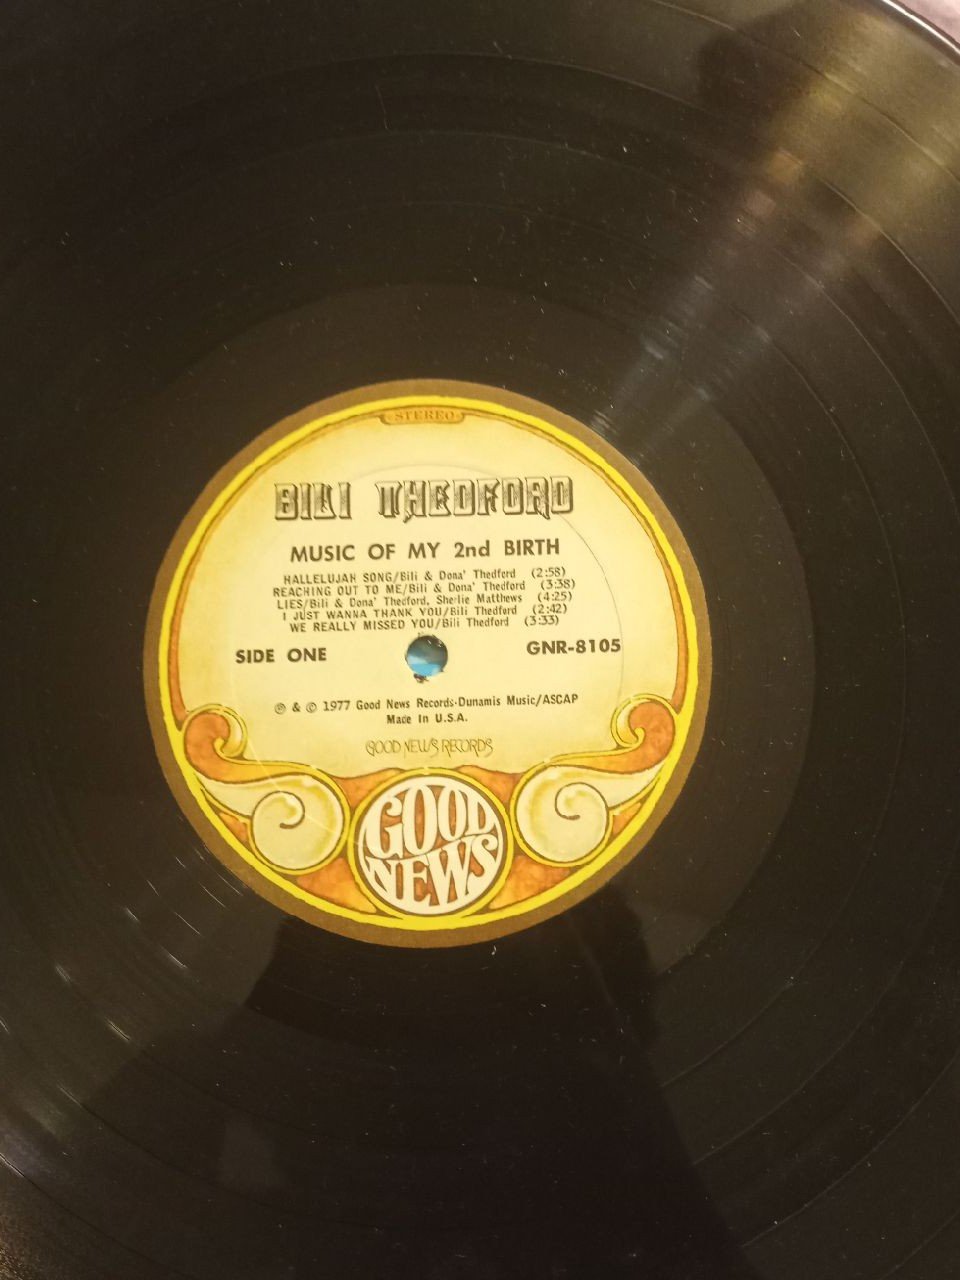 STEREO
BILI THEDFORD
MUSIC OF MY 2nd BIRTH
HALLELUJAH SONG/Bili & Dona' Thedford (2:58)
REACHING OUT TO ME/Bili & Dona' Thedford (3:38)
LIES/Bili & Dona' Thedford, Sherlie Matthews (4:25)
I JUST WANNA THANK YOU/Bili Thedford (2:42)
WE REALLY MISSED YOU/Bili Thedford (3:33)
SIDE ONE GNR-8105
℗ & © 1977 Good News Records-Dunamis Music/ASCAP
Made In U.S.A.
GOOD NEWS RECORDS
GOOD
NEWS